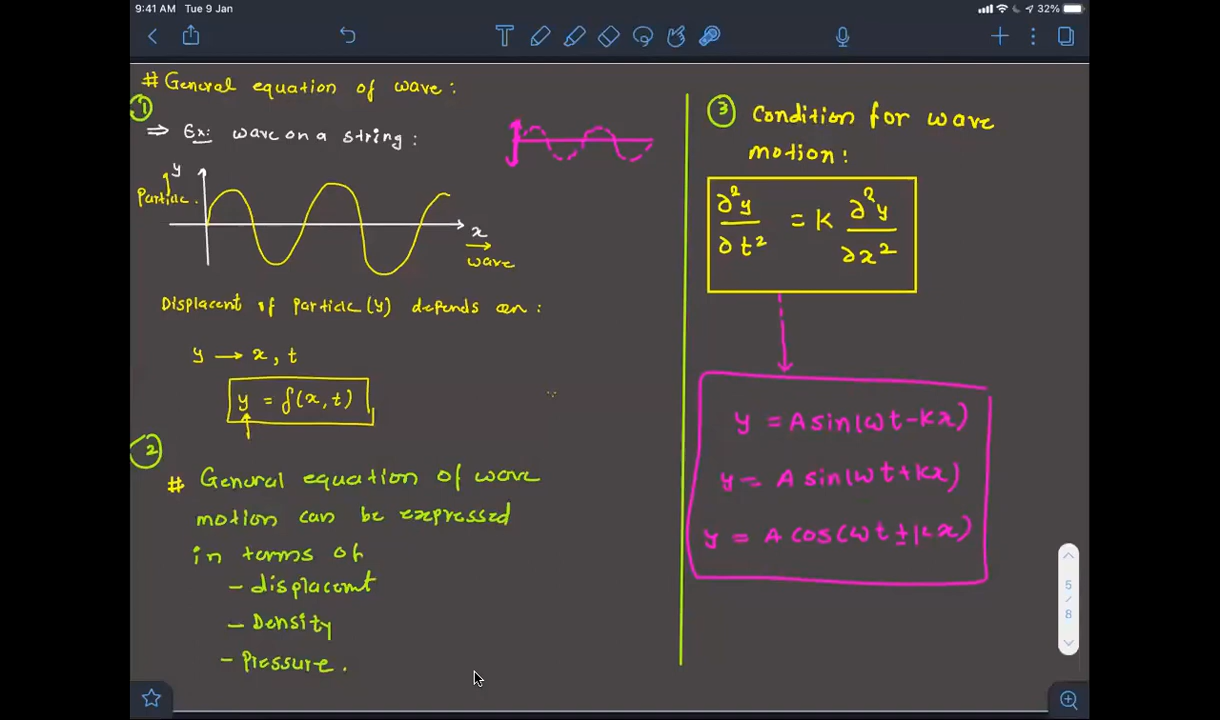 9:41 AM Tue 9 Jan
32%
# General equation of wave :
①
⇒ Ex: wave on a string :
y
Particle
x
wave
Displacent of Particle (y) depends on :
y → x, t
y = f(x, t)
②
# General equation of wave
motion can be expressed
in terms of
- displacemt
- Density
- Pressure.
③ Condition for wave
motion :
∂²y/∂t² = K ∂²y/∂x²
y = A sin(ωt - kx)
y = A sin(ωt + kx)
y = A cos(ωt ± kx)
5
/
8